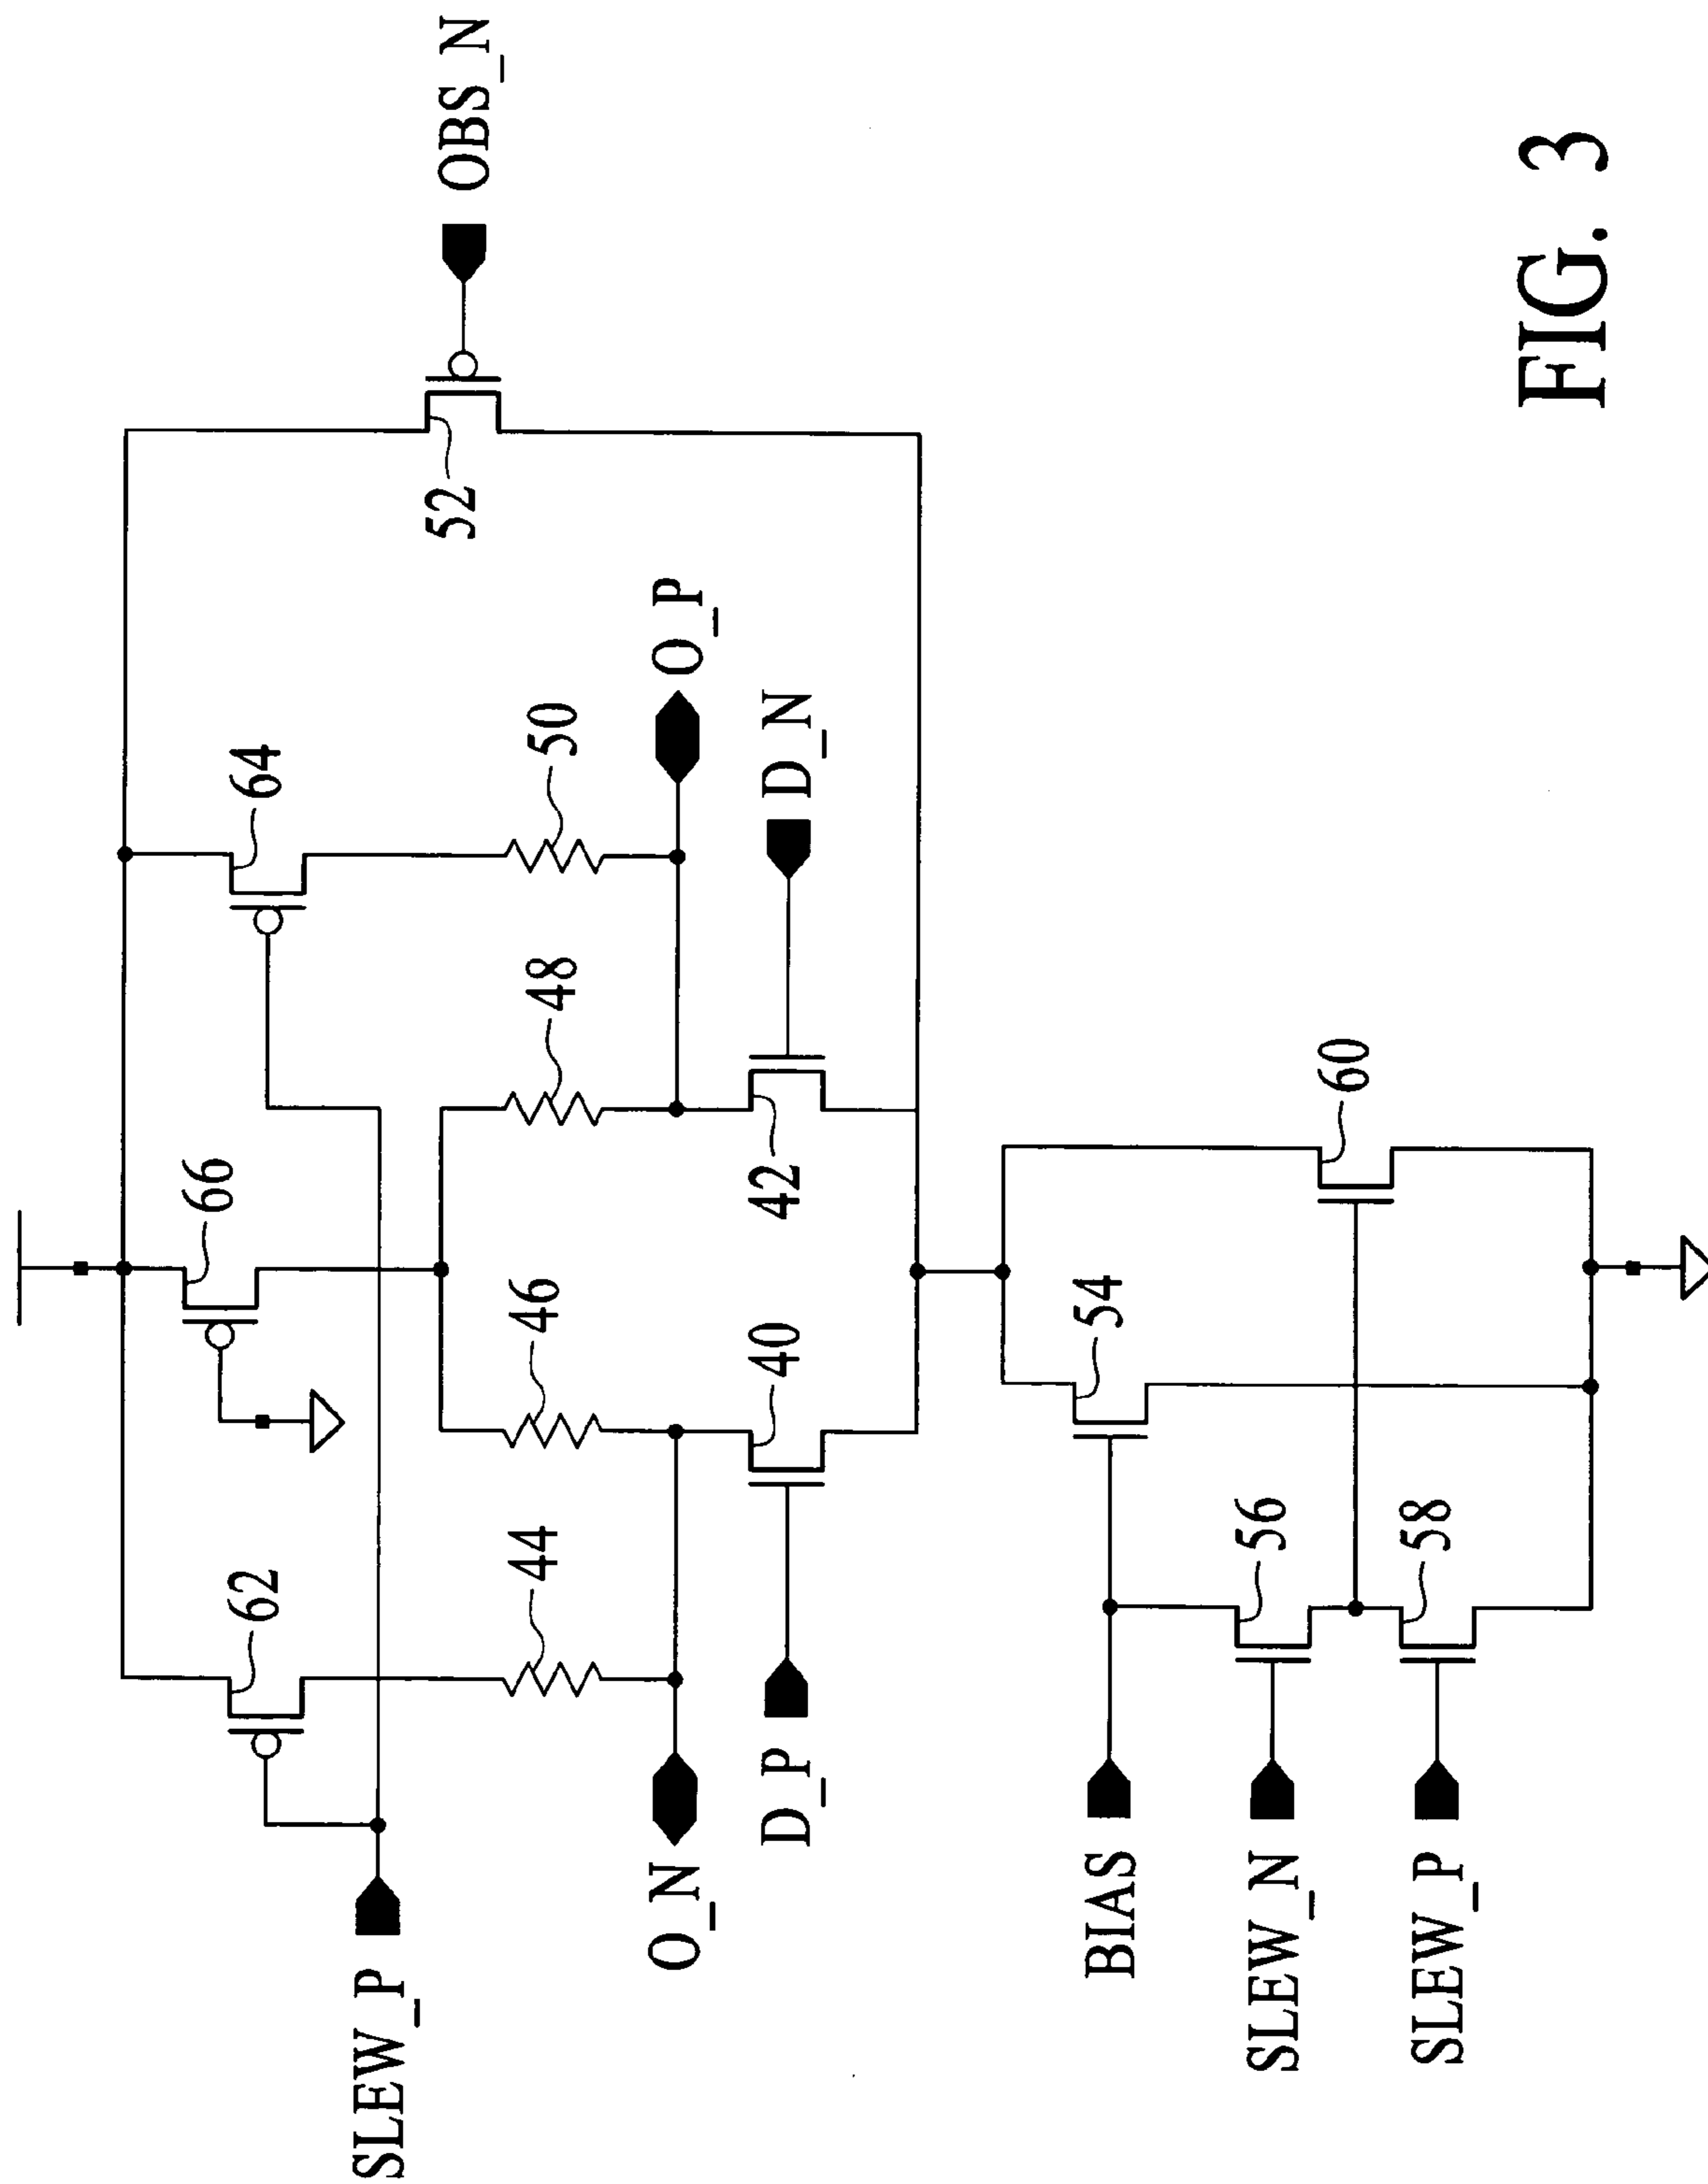 SLEW_P
62
66
64
44
46
48
50
52
OBS_N
O_N
O_P
D_P
40
42
D_N
BIAS
54
SLEW_N
56
60
SLEW_P
58
FIG. 3